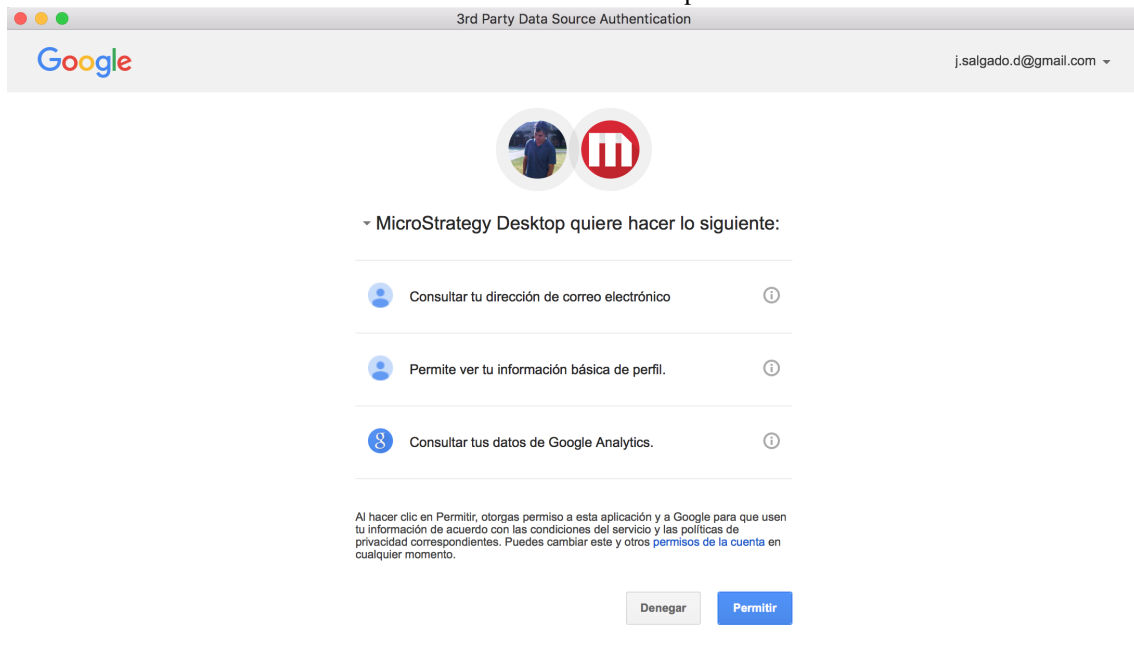 3rd Party Data Source Authentication
Google
j.salgado.d@gmail.com
MicroStrategy Desktop quiere hacer lo siguiente:
Consultar tu dirección de correo electrónico
Permite ver tu información básica de perfil.
Consultar tus datos de Google Analytics.
Al hacer clic en Permitir, otorgas permiso a esta aplicación y a Google para que usen
tu información de acuerdo con las condiciones del servicio y las políticas de
privacidad correspondientes. Puedes cambiar este y otros permisos de la cuenta en
cualquier momento.
Denegar
Permitir